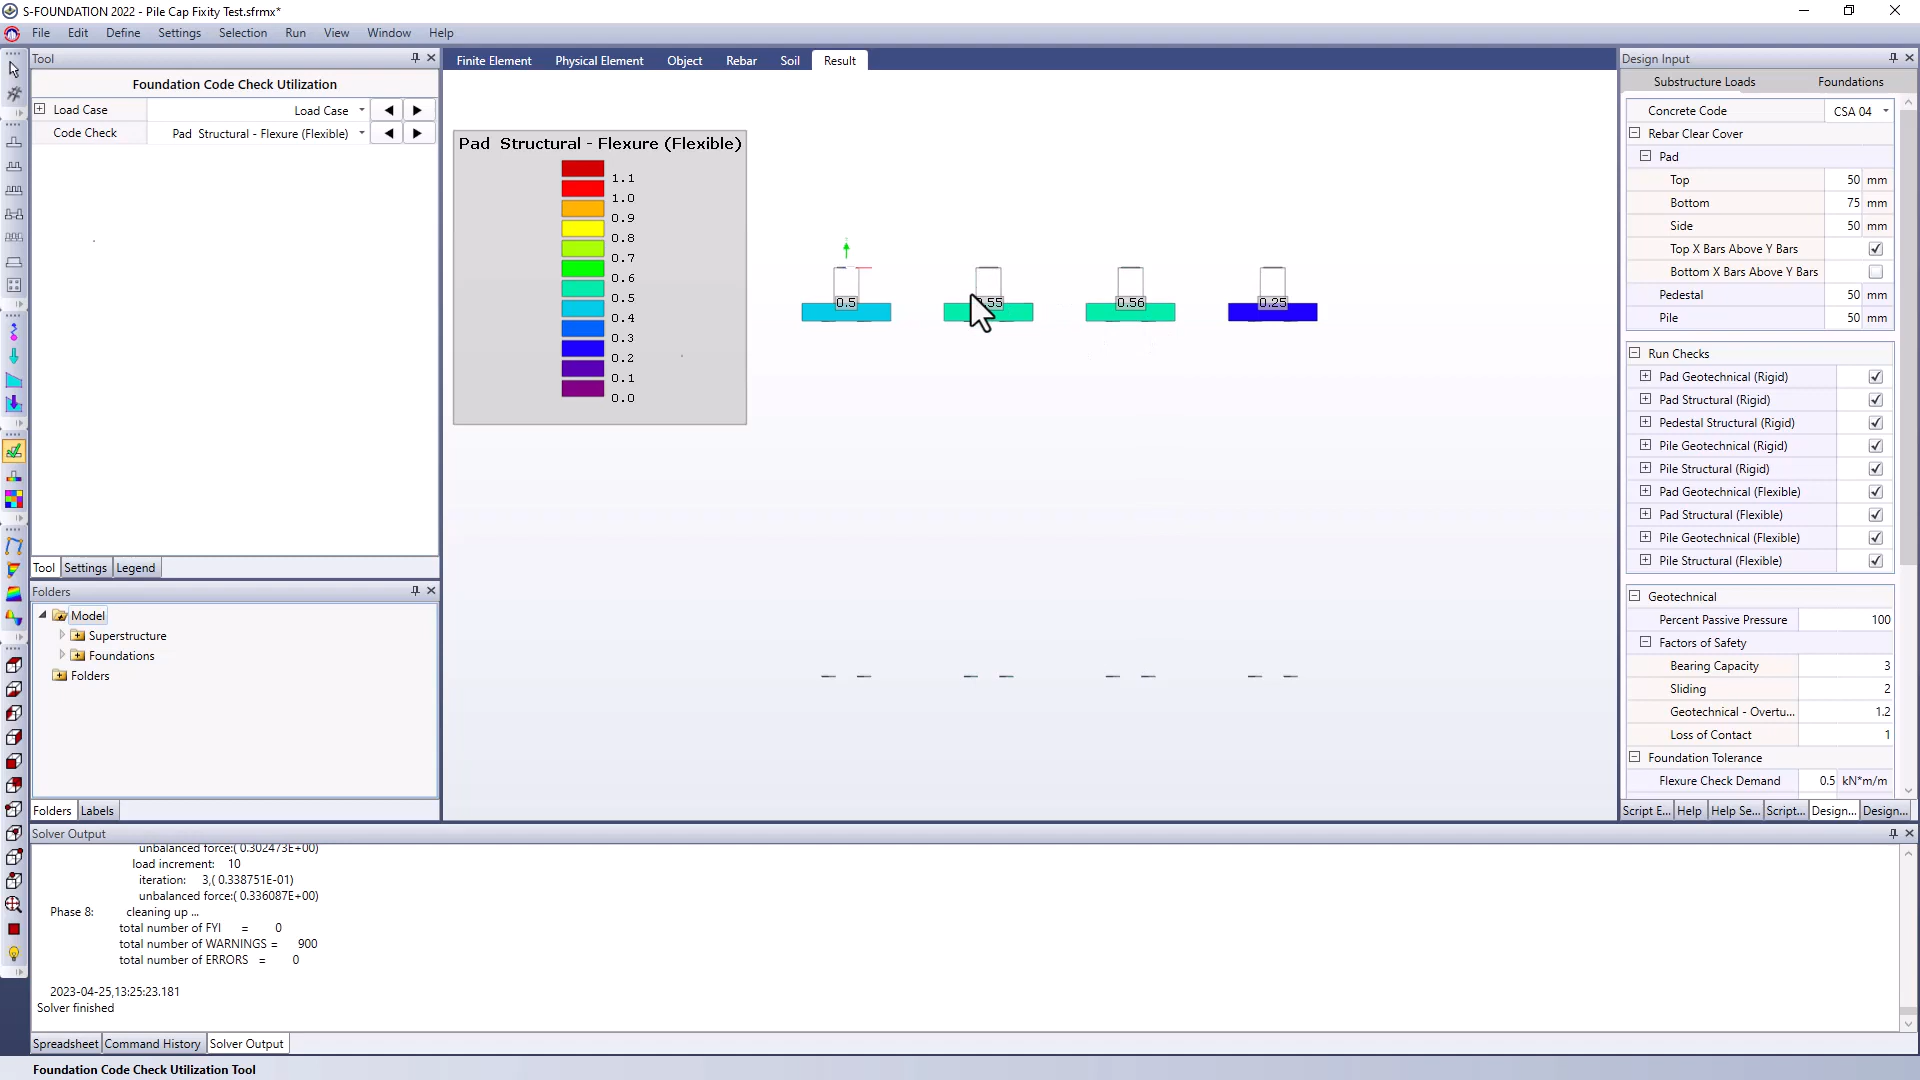 S-FOUNDATION 2022 - Pile Cap Fixity Test.sfrmx*
File Edit Define Settings Selection Run View Window Help
Tool
Foundation Code Check Utilization
Load Case Load Case
Code Check Pad Structural - Flexure (Flexible)
Tool Settings Legend
Folders
Model
Superstructure
Foundations
Folders
Folders Labels
Finite Element Physical Element Object Rebar Soil Result
Pad Structural - Flexure (Flexible)
1.1
1.0
0.9
0.8
0.7
0.6
0.5
0.4
0.3
0.2
0.1
0.0
0.5 .55 0.56 0.25
Design Input
Substructure Loads Foundations
Concrete Code CSA 04
Rebar Clear Cover
Pad
Top 50 mm
Bottom 75 mm
Side 50 mm
Top X Bars Above Y Bars
Bottom X Bars Above Y Bars
Pedestal 50 mm
Pile 50 mm
Run Checks
Pad Geotechnical (Rigid)
Pad Structural (Rigid)
Pedestal Structural (Rigid)
Pile Geotechnical (Rigid)
Pile Structural (Rigid)
Pad Geotechnical (Flexible)
Pad Structural (Flexible)
Pile Geotechnical (Flexible)
Pile Structural (Flexible)
Geotechnical
Percent Passive Pressure 100
Factors of Safety
Bearing Capacity 3
Sliding 2
Geotechnical - Overtu... 1.2
Loss of Contact 1
Foundation Tolerance
Flexure Check Demand 0.5 kN*m/m
Script E... Help Help Se... Script... Design... Design...
Solver Output
unbalanced force:( 0.302473E+00)
load increment: 10
iteration: 3,( 0.338751E-01)
unbalanced force:( 0.336087E+00)
Phase 8: cleaning up ...
total number of FYI = 0
total number of WARNINGS = 900
total number of ERRORS = 0
2023-04-25,13:25:23.181
Solver finished
Spreadsheet Command History Solver Output
Foundation Code Check Utilization Tool